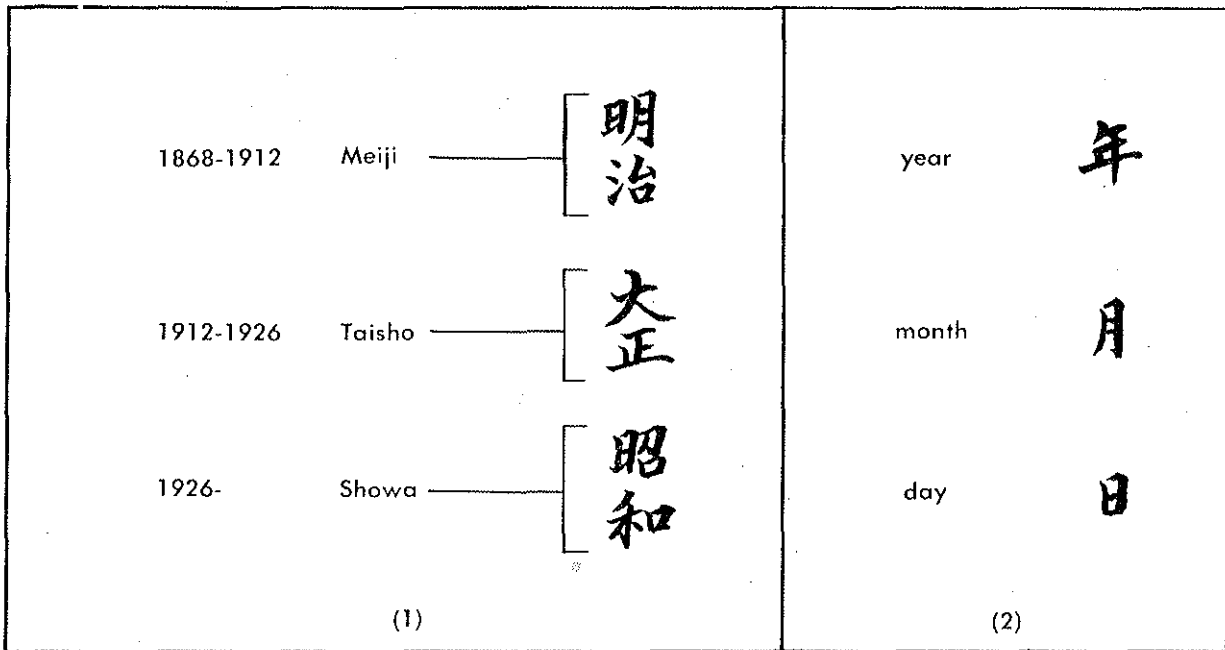 1868-1912 Meiji 明治
1912-1926 Taisho 大正
1926- Showa 昭和
(1)
year 年
month 月
day 日
(2)